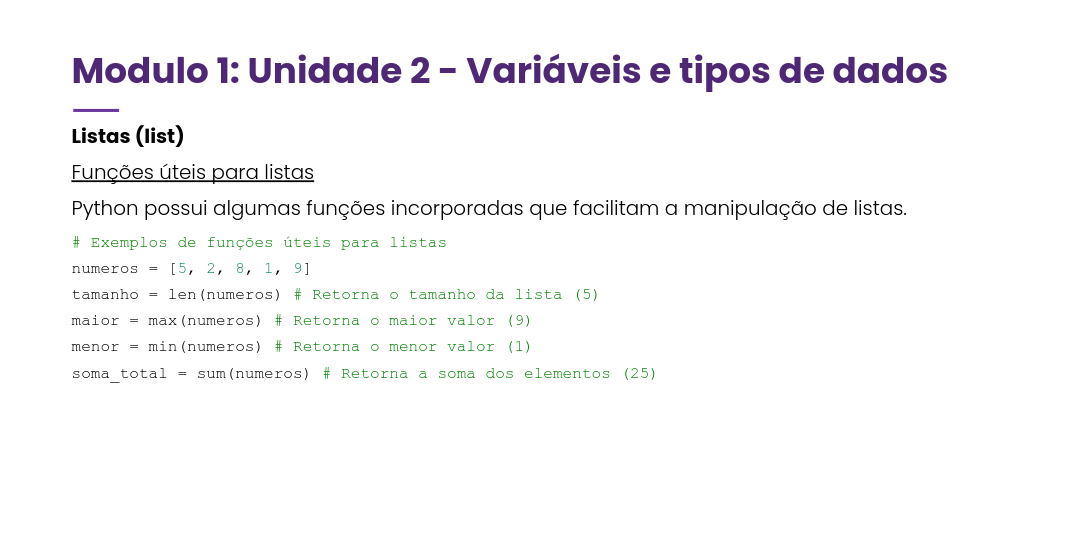 Modulo 1: Unidade 2 - Variáveis e tipos de dados
Listas (list)
Funções úteis para listas
Python possui algumas funções incorporadas que facilitam a manipulação de listas.
# Exemplos de funções úteis para listas
numeros = [5, 2, 8, 1, 9]
tamanho = len(numeros) # Retorna o tamanho da lista (5)
maior = max(numeros) # Retorna o maior valor (9)
menor = min(numeros) # Retorna o menor valor (1)
soma_total = sum(numeros) # Retorna a soma dos elementos (25)